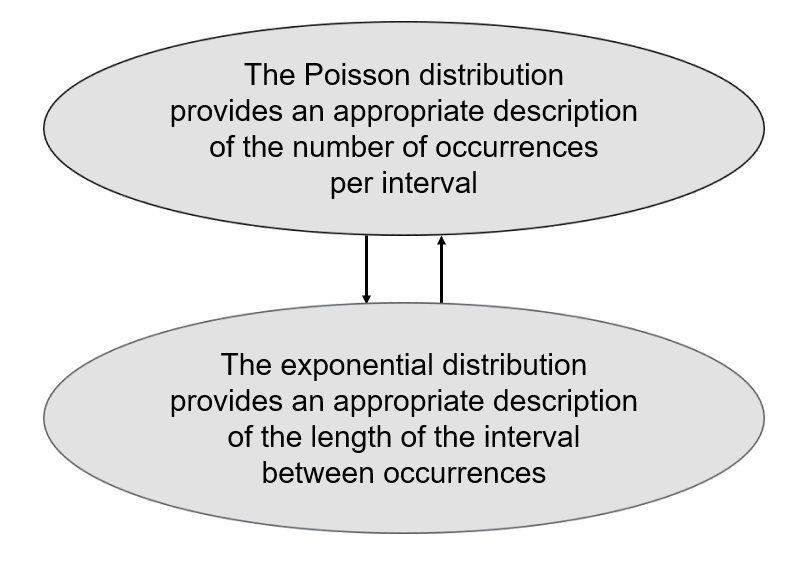 The Poisson distribution
provides an appropriate description
of the number of occurrences
per interval
The exponential distribution
provides an appropriate description
of the length of the interval
between occurrences